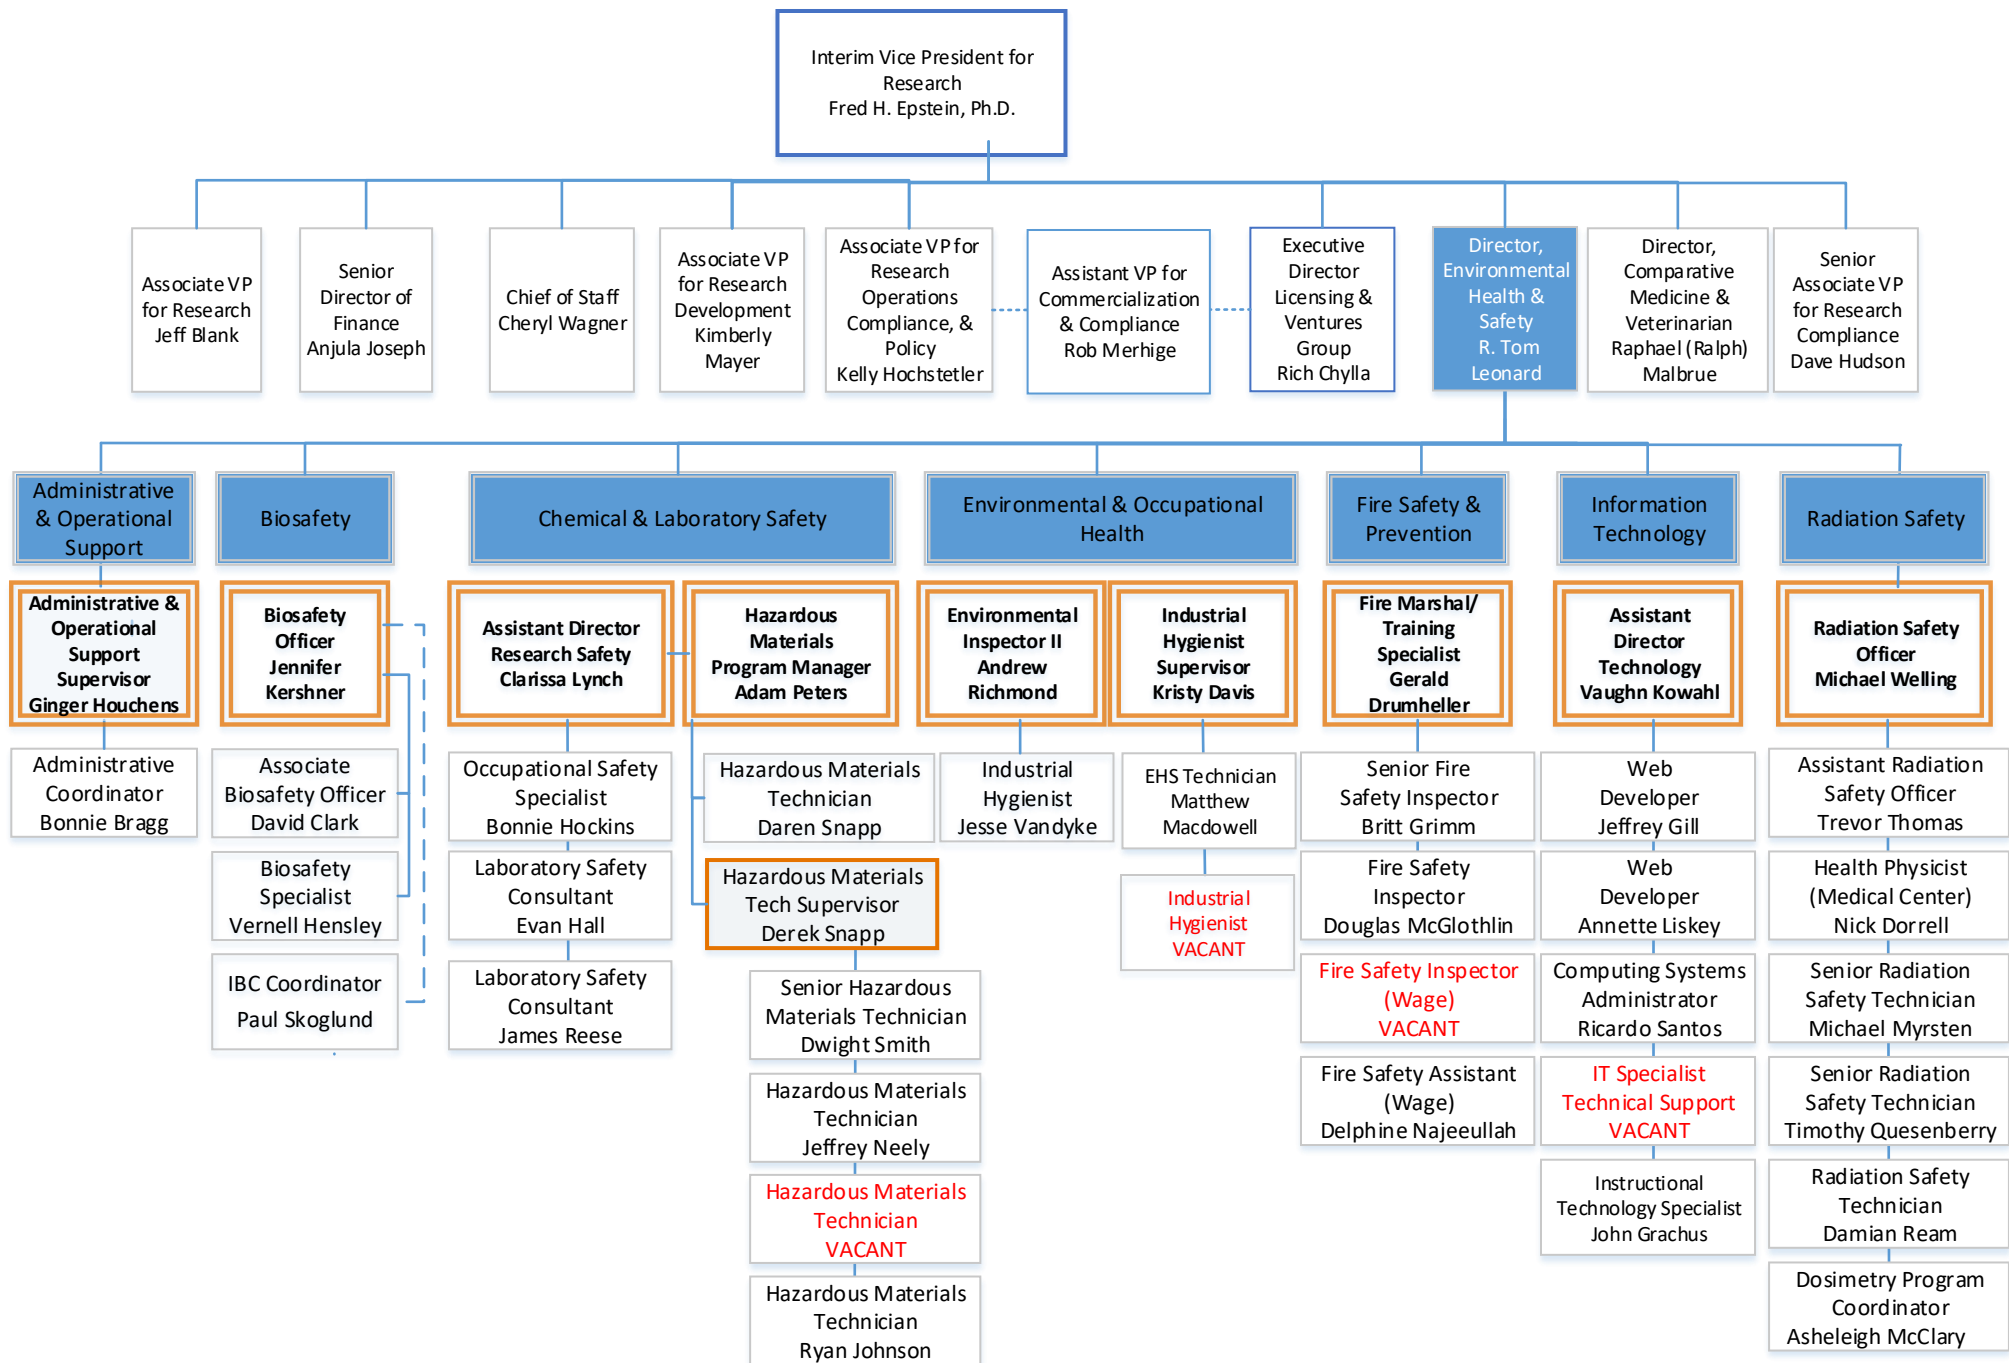 Interim Vice President for
Research
Fred H. Epstein, Ph.D.
Associate VP
for Research
Jeff Blank
Senior
Director of
Finance
Anjula Joseph
Chief of Staff
Cheryl Wagner
Associate VP
for Research
Development
Kimberly
Mayer
Associate VP for
Research
Operations
Compliance, &
Policy
Kelly Hochstetler
Assistant VP for
Commercialization
& Compliance
Rob Merhige
Executive
Director
Licensing &
Ventures
Group
Rich Chylla
Director,
Environmental
Health &
Safety
R. Tom
Leonard
Director,
Comparative
Medicine &
Veterinarian
Raphael (Ralph)
Malbrue
Senior
Associate VP
for Research
Compliance
Dave Hudson
Administrative
& Operational
Support
Biosafety
Chemical & Laboratory Safety
Environmental & Occupational
Health
Fire Safety &
Prevention
Information
Technology
Radiation Safety
Administrative &
Operational
Support
Supervisor
Ginger Houchens
Biosafety
Officer
Jennifer
Kershner
Assistant Director
Research Safety
Clarissa Lynch
Hazardous
Materials
Program Manager
Adam Peters
Environmental
Inspector II
Andrew
Richmond
Industrial
Hygienist
Supervisor
Kristy Davis
Fire Marshal/
Training
Specialist
Gerald
Drumheller
Assistant
Director
Technology
Vaughn Kowahl
Radiation Safety
Officer
Michael Welling
Administrative
Coordinator
Bonnie Bragg
Associate
Biosafety Officer
David Clark
Biosafety
Specialist
Vernell Hensley
IBC Coordinator
Paul Skoglund
Occupational Safety
Specialist
Bonnie Hockins
Laboratory Safety
Consultant
Evan Hall
Laboratory Safety
Consultant
James Reese
Hazardous Materials
Technician
Daren Snapp
Hazardous Materials
Tech Supervisor
Derek Snapp
Senior Hazardous
Materials Technician
Dwight Smith
Hazardous Materials
Technician
Jeffrey Neely
Hazardous Materials
Technician
VACANT
Hazardous Materials
Technician
Ryan Johnson
Industrial
Hygienist
Jesse Vandyke
EHS Technician
Matthew
Macdowell
Industrial
Hygienist
VACANT
Senior Fire
Safety Inspector
Britt Grimm
Fire Safety
Inspector
Douglas McGlothlin
Fire Safety Inspector
(Wage)
VACANT
Fire Safety Assistant
(Wage)
Delphine Najeeullah
Web
Developer
Jeffrey Gill
Web
Developer
Annette Liskey
Computing Systems
Administrator
Ricardo Santos
IT Specialist
Technical Support
VACANT
Instructional
Technology Specialist
John Grachus
Assistant Radiation
Safety Officer
Trevor Thomas
Health Physicist
(Medical Center)
Nick Dorrell
Senior Radiation
Safety Technician
Michael Myrsten
Senior Radiation
Safety Technician
Timothy Quesenberry
Radiation Safety
Technician
Damian Ream
Dosimetry Program
Coordinator
Asheleigh McClary